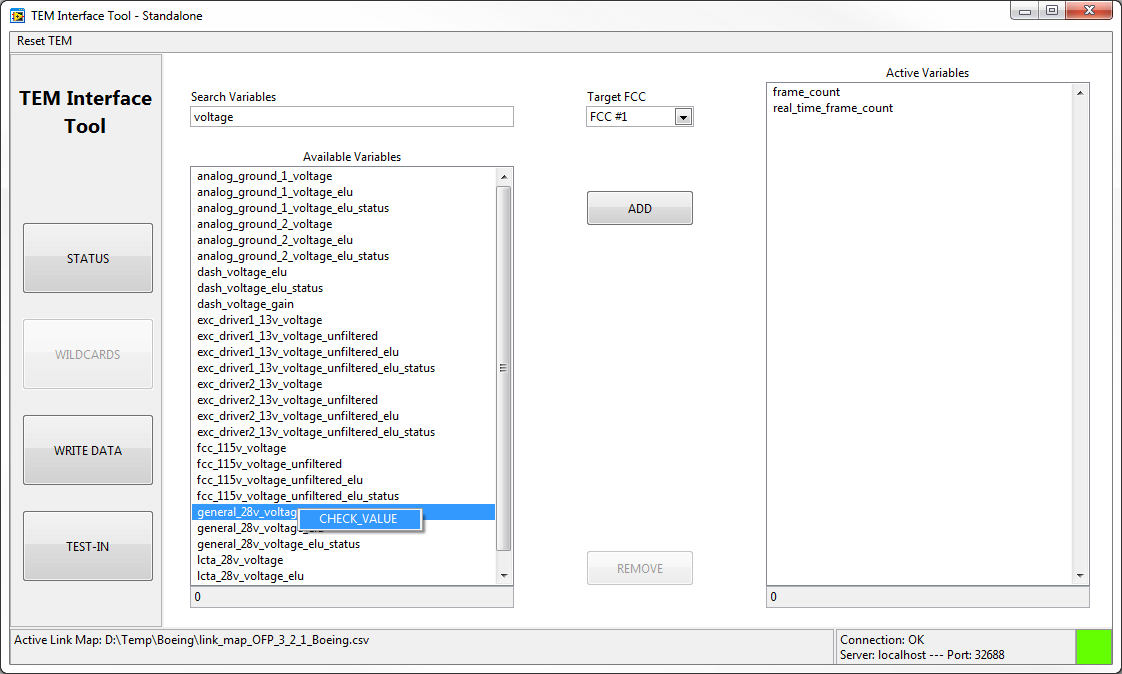 TEM Interface Tool - Standalone
Reset TEM
TEM Interface
Tool
STATUS
WILDCARDS
WRITE DATA
TEST-IN
Search Variables
voltage
Available Variables
analog_ground_1_voltage
analog_ground_1_voltage_elu
analog_ground_1_voltage_elu_status
analog_ground_2_voltage
analog_ground_2_voltage_elu
analog_ground_2_voltage_elu_status
dash_voltage_elu
dash_voltage_elu_status
dash_voltage_gain
exc_driver1_13v_voltage
exc_driver1_13v_voltage_unfiltered
exc_driver1_13v_voltage_unfiltered_elu
exc_driver1_13v_voltage_unfiltered_elu_status
exc_driver2_13v_voltage
exc_driver2_13v_voltage_unfiltered
exc_driver2_13v_voltage_unfiltered_elu
exc_driver2_13v_voltage_unfiltered_elu_status
fcc_115v_voltage
fcc_115v_voltage_unfiltered
fcc_115v_voltage_unfiltered_elu
fcc_115v_voltage_unfiltered_elu_status
general_28v_voltag
CHECK_VALUE
general_28v_voltage_elu
general_28v_voltage_elu_status
lcta_28v_voltage
lcta_28v_voltage_elu
0
Target FCC
FCC #1
ADD
REMOVE
Active Variables
frame_count
real_time_frame_count
0
Active Link Map: D:\Temp\Boeing\link_map_OFP_3_2_1_Boeing.csv
Connection: OK
Server: localhost --- Port: 32688